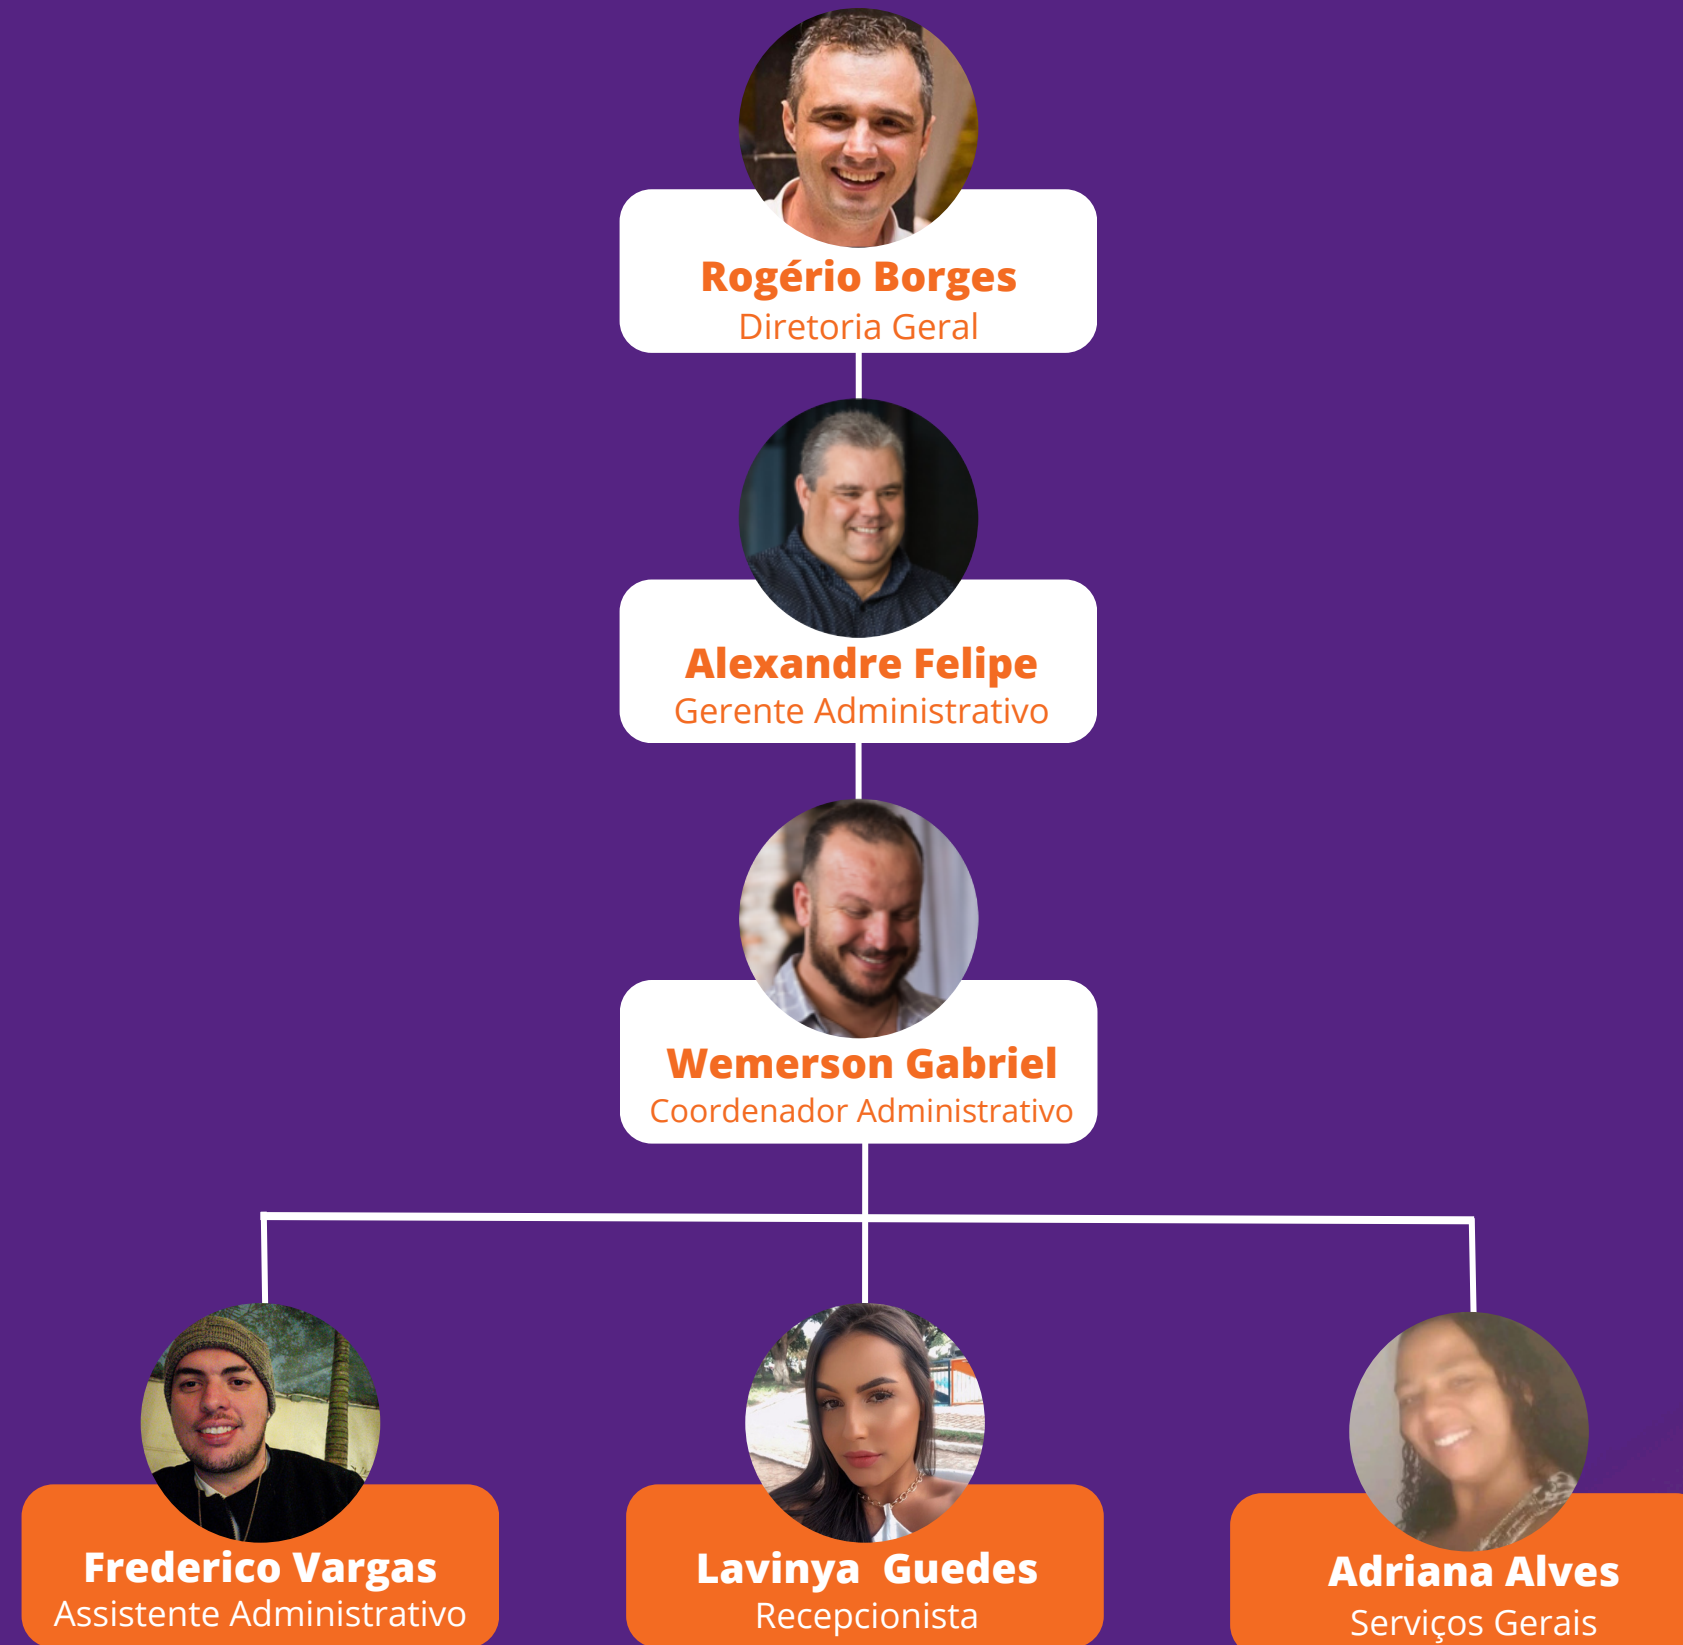 Rogério Borges
Diretoria Geral
Alexandre Felipe
Gerente Administrativo
Wemerson Gabriel
Coordenador Administrativo
Frederico Vargas
Assistente Administrativo
Lavinya Guedes
Recepcionista
Adriana Alves
Serviços Gerais